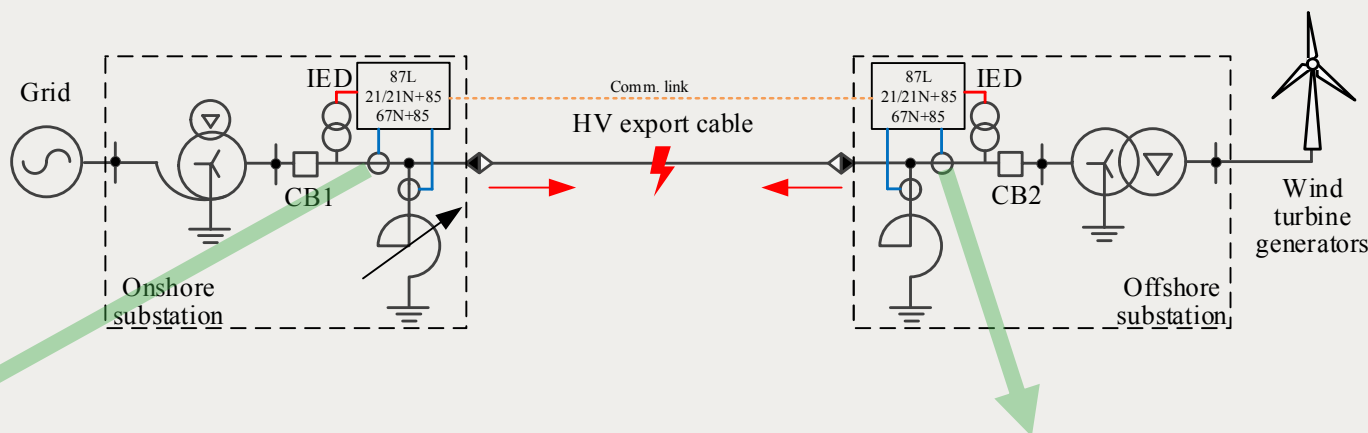 Grid
IED
87L
21/21N+85
67N+85
Comm. link
HV export cable
87L
21/21N+85
67N+85
IED
CB1
CB2
Wind
turbine
generators
Onshore
substation
Offshore
substation